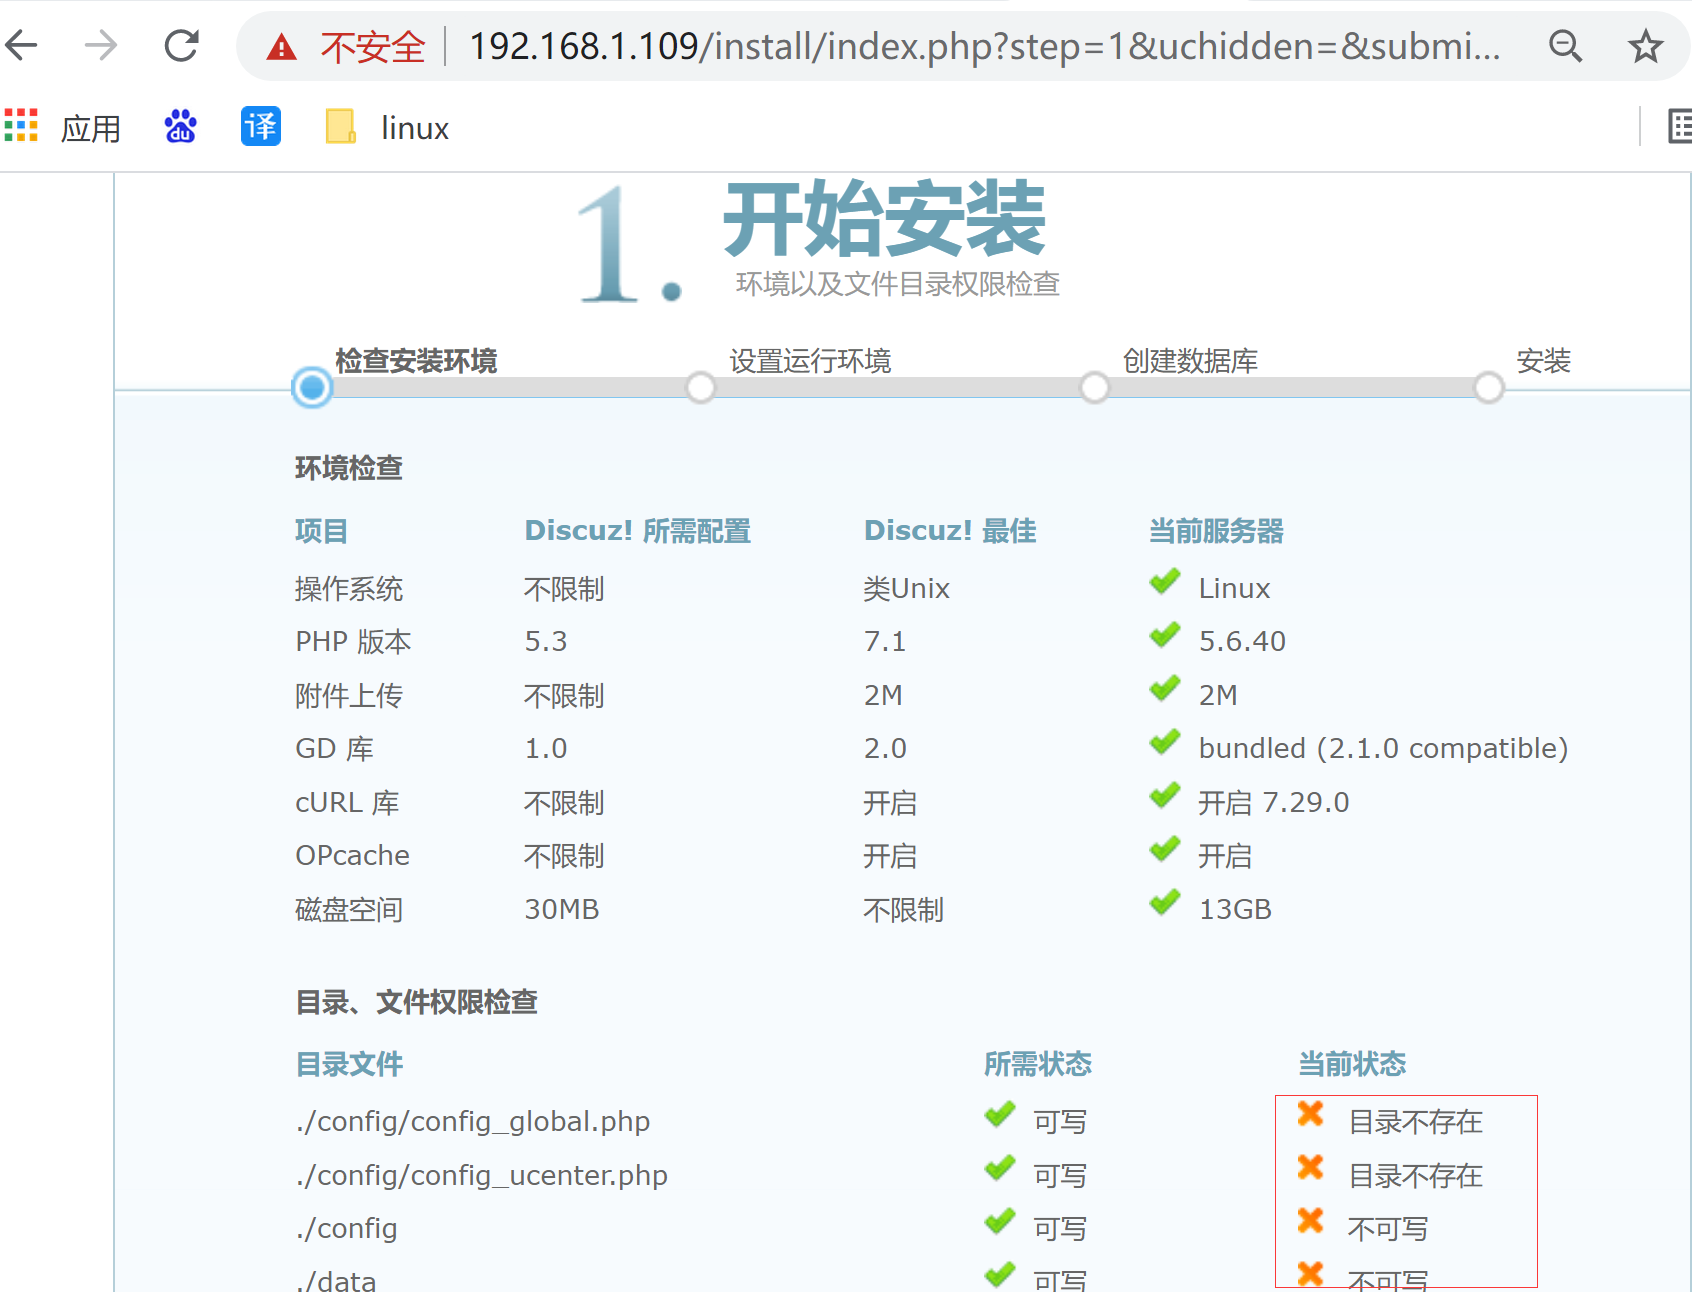 不安全 192.168.1.109/install/index.php?step=1&uchidden=&submi...
应用 du 译 linux
1. 开始安装
环境以及文件目录权限检查
检查安装环境 设置运行环境 创建数据库 安装
环境检查
项目 Discuz! 所需配置 Discuz! 最佳 当前服务器
操作系统 不限制 类Unix Linux
PHP 版本 5.3 7.1 5.6.40
附件上传 不限制 2M 2M
GD 库 1.0 2.0 bundled (2.1.0 compatible)
cURL 库 不限制 开启 开启 7.29.0
OPcache 不限制 开启 开启
磁盘空间 30MB 不限制 13GB
目录、文件权限检查
目录文件 所需状态 当前状态
./config/config_global.php 可写 目录不存在
./config/config_ucenter.php 可写 目录不存在
./config 可写 不可写
./data 可写 不可写